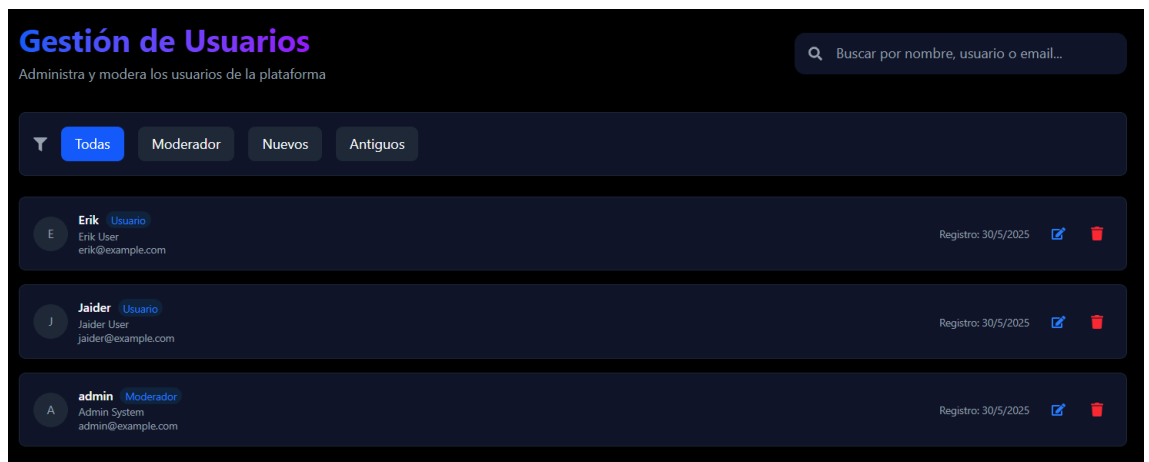 Gestión de Usuarios
Administra y modera los usuarios de la plataforma
Buscar por nombre, usuario o email...
Todas Moderador Nuevos Antiguos
E
Erik Usuario
Erik User
erik@example.com
Registro: 30/5/2025
J
Jaider Usuario
Jaider User
jaider@example.com
Registro: 30/5/2025
A
admin Moderador
Admin System
admin@example.com
Registro: 30/5/2025